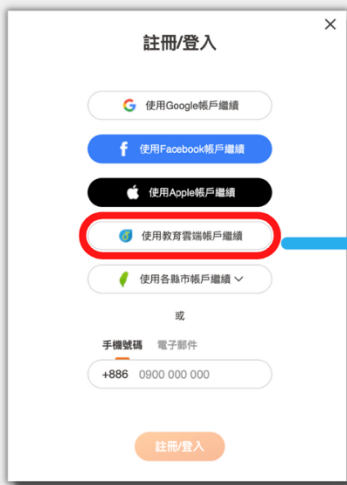 註冊/登入
使用Google帳戶繼續
使用Facebook帳戶繼續
使用Apple帳戶繼續
使用教育雲端帳戶繼續
使用各縣市帳戶繼續
或
手機號碼 電子郵件
+886 0900 000 000
註冊/登入